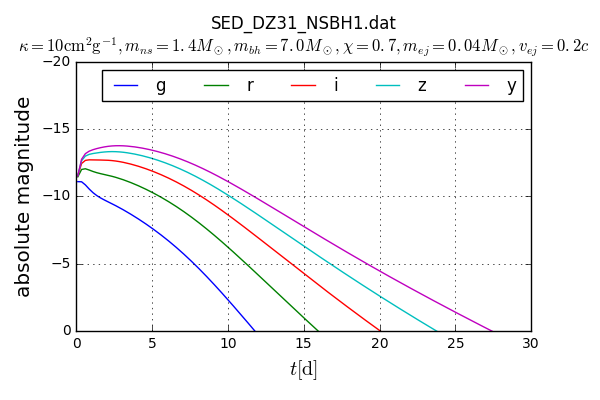 SED_DZ31_NSBH1.dat
κ = 10cm²g⁻¹, m_ns = 1.4M_⊙, m_bh = 7.0M_⊙, χ = 0.7, m_ej = 0.04M_⊙, v_ej = 0.2c
g r i z y
−20
−15
−10
−5
0
absolute magnitude
0 5 10 15 20 25 30
t[d]